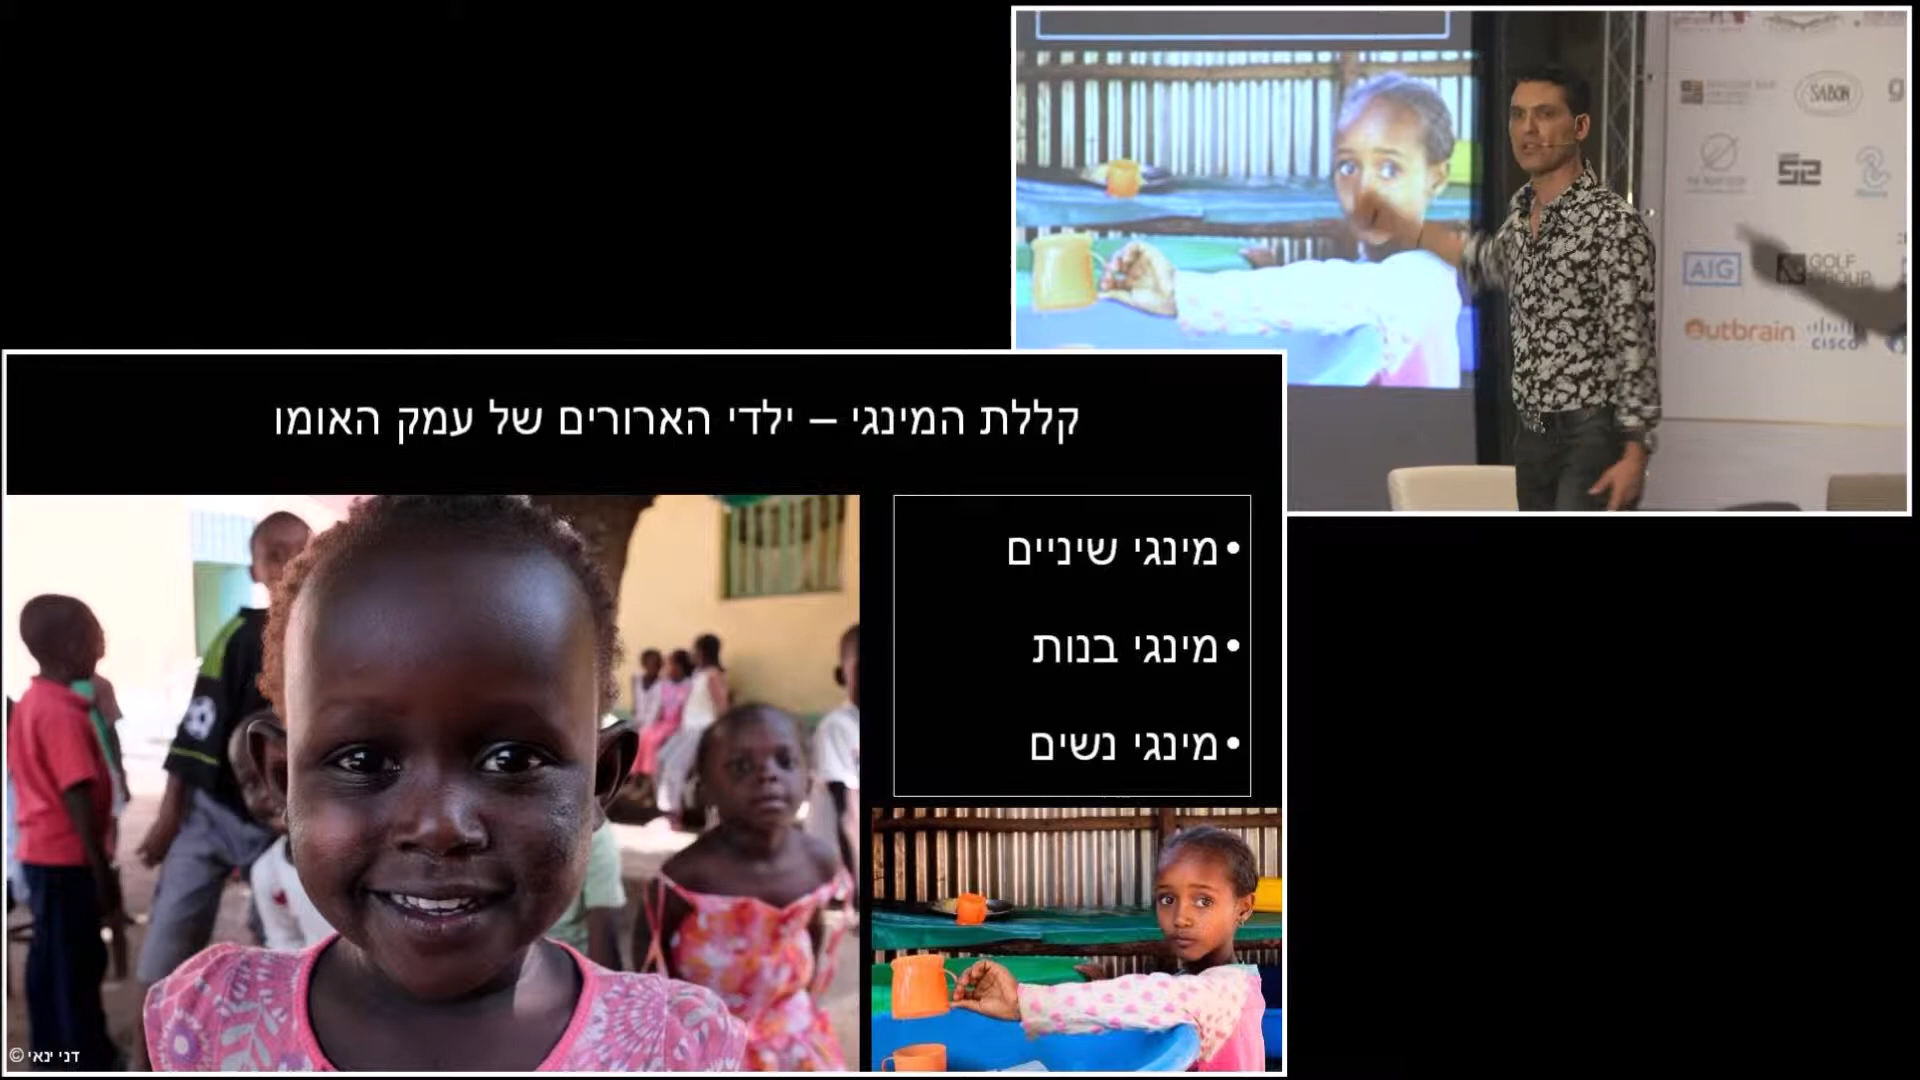 קללת המינגי – ילדי הארורים של עמק האומו
•מינגי שיניים
•מינגי בנות
•מינגי נשים
© דני ינאי
SABON
AIG
GOLF
GROUP
Outbrain
CISCO